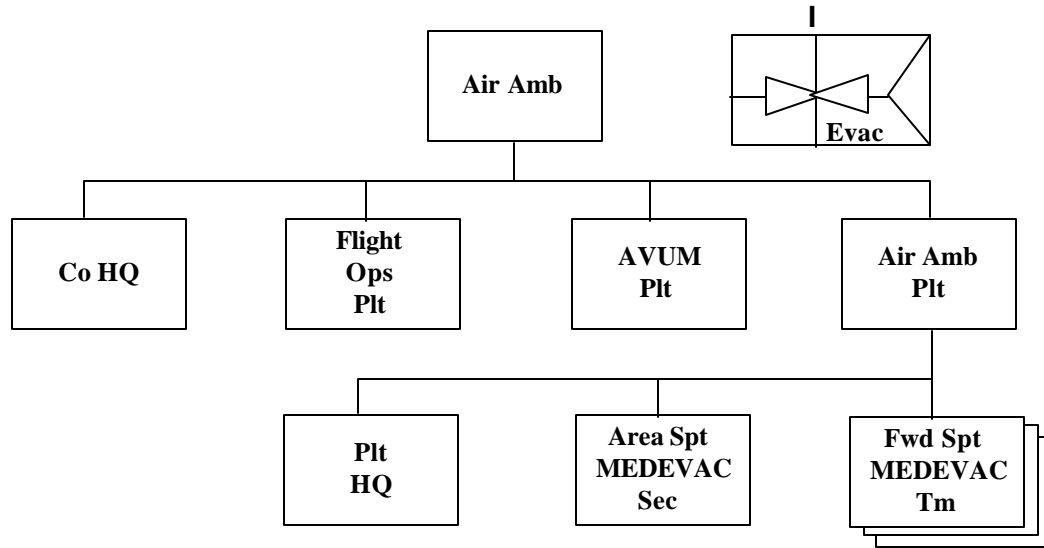 I
Air Amb
Evac
Co HQ
Flight
Ops
Plt
AVUM
Plt
Air Amb
Plt
Plt
HQ
Area Spt
MEDEVAC
Sec
Fwd Spt
MEDEVAC
Tm